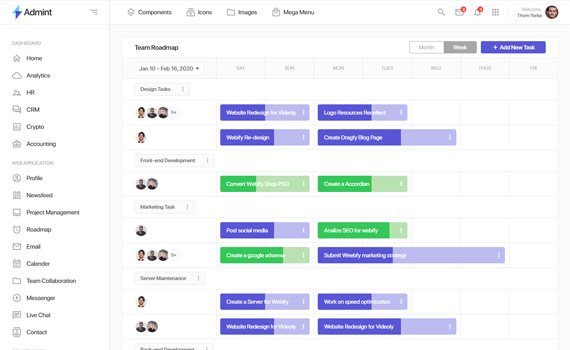 Admint
Components
Icons
Images
Mega Menu
Welcome,
Thom Yorke
DASHBOARD
Home
Analytics
HR
CRM
Crypto
Accounting
WEB APPLICATION
Profile
Newsfeed
Project Management
Roadmap
Email
Calender
Team Collaboration
Messenger
Live Chat
Contact
Team Roadmap
Month
Week
+ Add New Task
Jan 10 – Feb 16, 2020
SAT
SUN
MON
TUES
WED
THUS
FRI
Design Tasks
5+
Website Redesign for Videoly
Logo Resources Recollect
Webify Re-design
Create Dragfy Blog Page
Front-end Development
Convert Webify Shop PSD
Create a Accordian
Marketing Task
Post social media
Analize SEO for webify
5+
Create a google adsense
Submit Weebfy marketing strategy
Server Maintenance
Create a Server for Webify
Work on speed optimization
Website Redesign for Videoly
Website Redesign for Videoly
Back-end Development